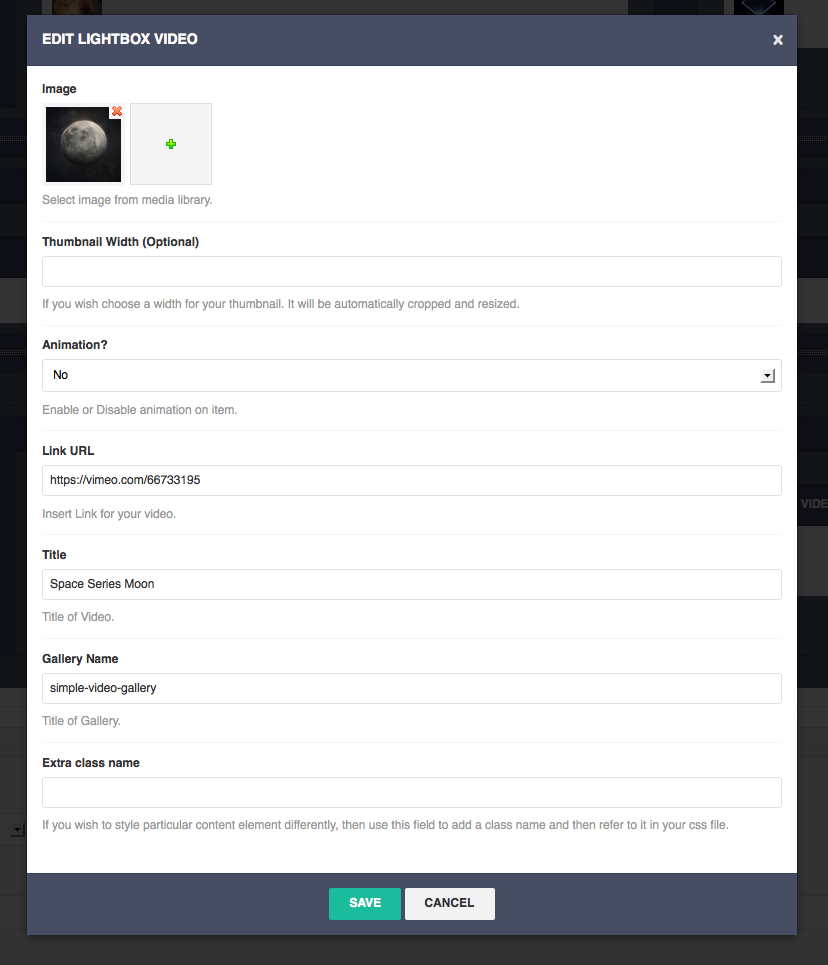 EDIT LIGHTBOX VIDEO
Image
Select image from media library.
Thumbnail Width (Optional)
If you wish choose a width for your thumbnail. It will be automatically cropped and resized.
Animation?
No
Enable or Disable animation on item.
Link URL
https://vimeo.com/66733195
Insert Link for your video.
VIDE
Title
Space Series Moon
Title of Video.
Gallery Name
simple-video-gallery
Title of Gallery.
Extra class name
If you wish to style particular content element differently, then use this field to add a class name and then refer to it in your css file.
SAVE CANCEL